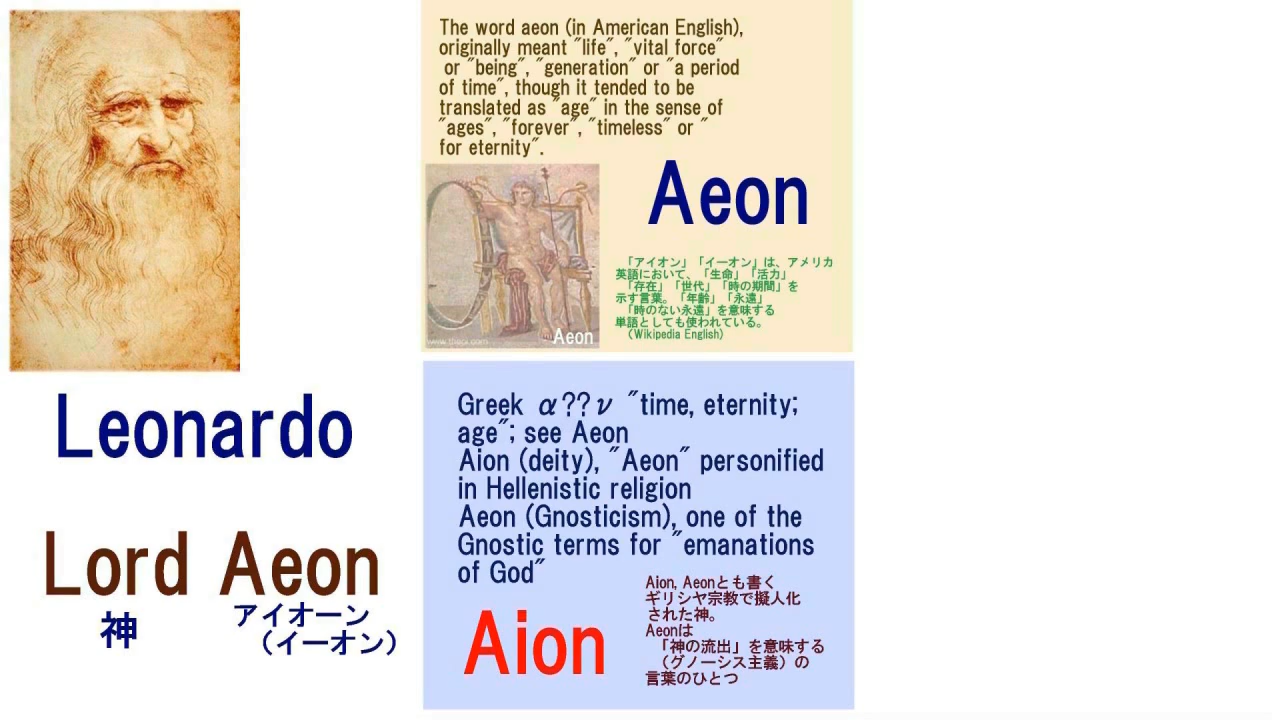 Leonardo
Lord Aeon
神
アイオーン
（イーオン）
The word aeon (in American English),
originally meant "life", "vital force"
or "being", "generation" or "a period
of time", though it tended to be
translated as "age" in the sense of
"ages", "forever", "timeless" or "
for eternity".
Aeon
www.theoi.com
Aeon
「アイオン」「イーオン」は、アメリカ
英語において、「生命」「活力」
「存在」「世代」「時の期間」を
示す言葉。「年齢」「永遠」
「時のない永遠」を意味する
単語としても使われている。
（Wikipedia English)
Greek α??ν "time, eternity;
age"; see Aeon
Aion (deity), "Aeon" personified
in Hellenistic religion
Aeon (Gnosticism), one of the
Gnostic terms for "emanations
of God"
Aion
Aion, Aeonとも書く
ギリシヤ宗教で擬人化
された神。
Aeonは
「神の流出」を意味する
（グノーシス主義）の
言葉のひとつ